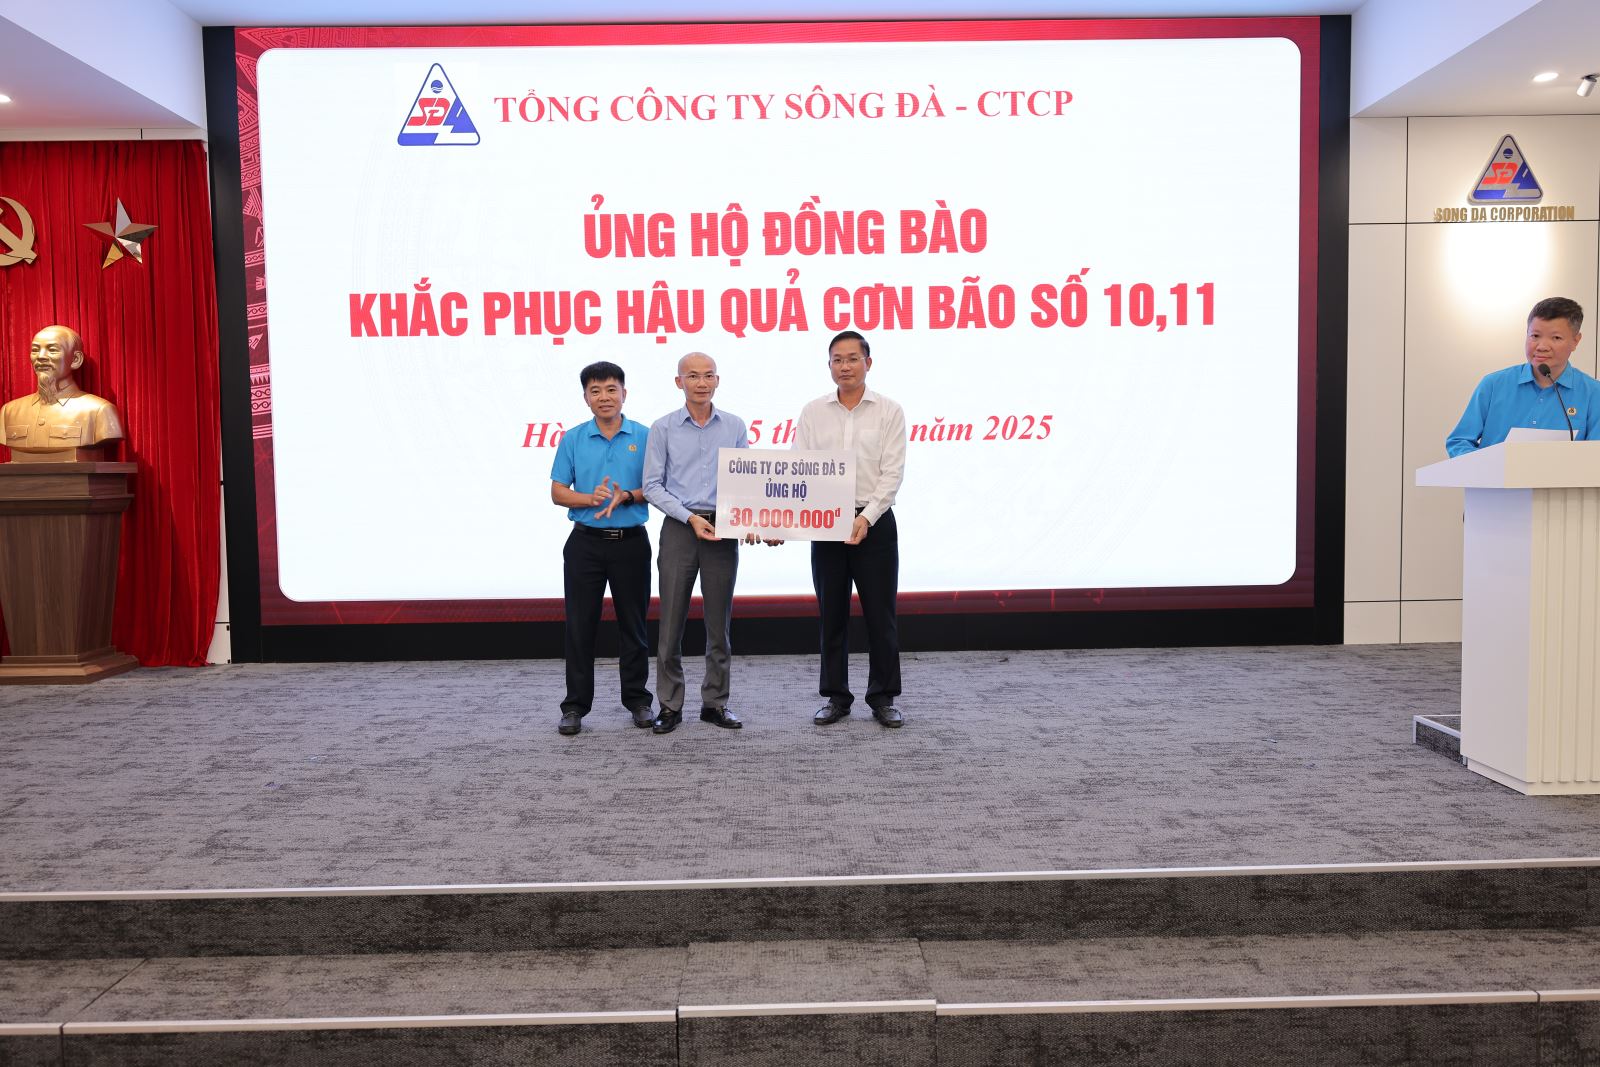 TỔNG CÔNG TY SÔNG ĐÀ - CTCP
ỦNG HỘ ĐỒNG BÀO
KHẮC PHỤC HẬU QUẢ CƠN BÃO SỐ 10,11
năm 2025
CÔNG TY CP SÔNG ĐÀ 5
ỦNG HỘ
30.000.000đ
SĐ
SONG DA CORPORATION